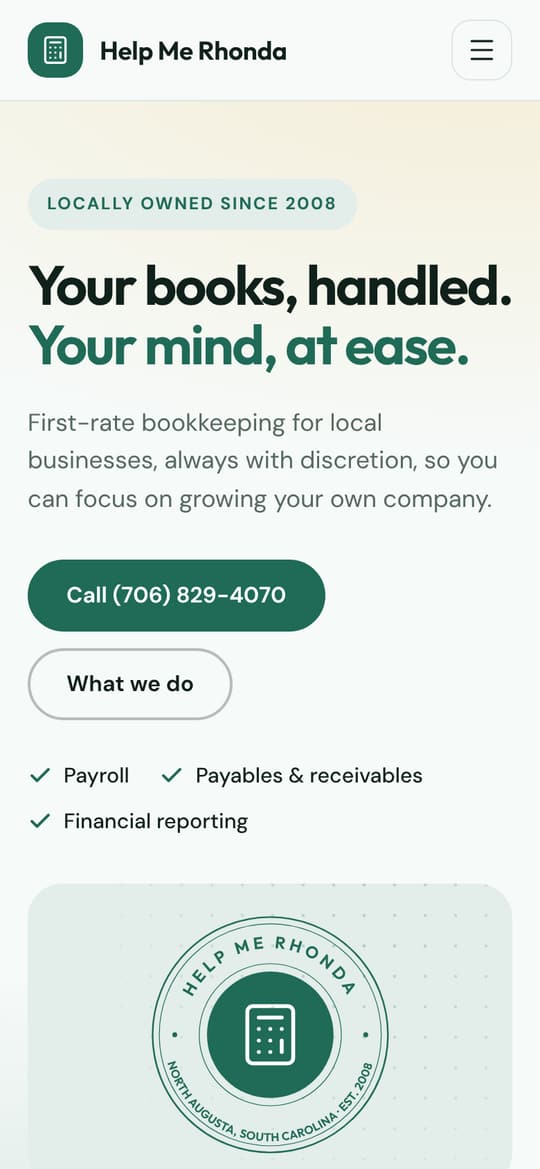 Help Me Rhonda
LOCALLY OWNED SINCE 2008
Your books, handled.
Your mind, at ease.
First-rate bookkeeping for local
businesses, always with discretion, so you
can focus on growing your own company.
Call (706) 829-4070
What we do
Payroll
Payables & receivables
Financial reporting
HELP ME RHONDA
NORTH AUGUSTA, SOUTH CAROLINA · EST. 2008